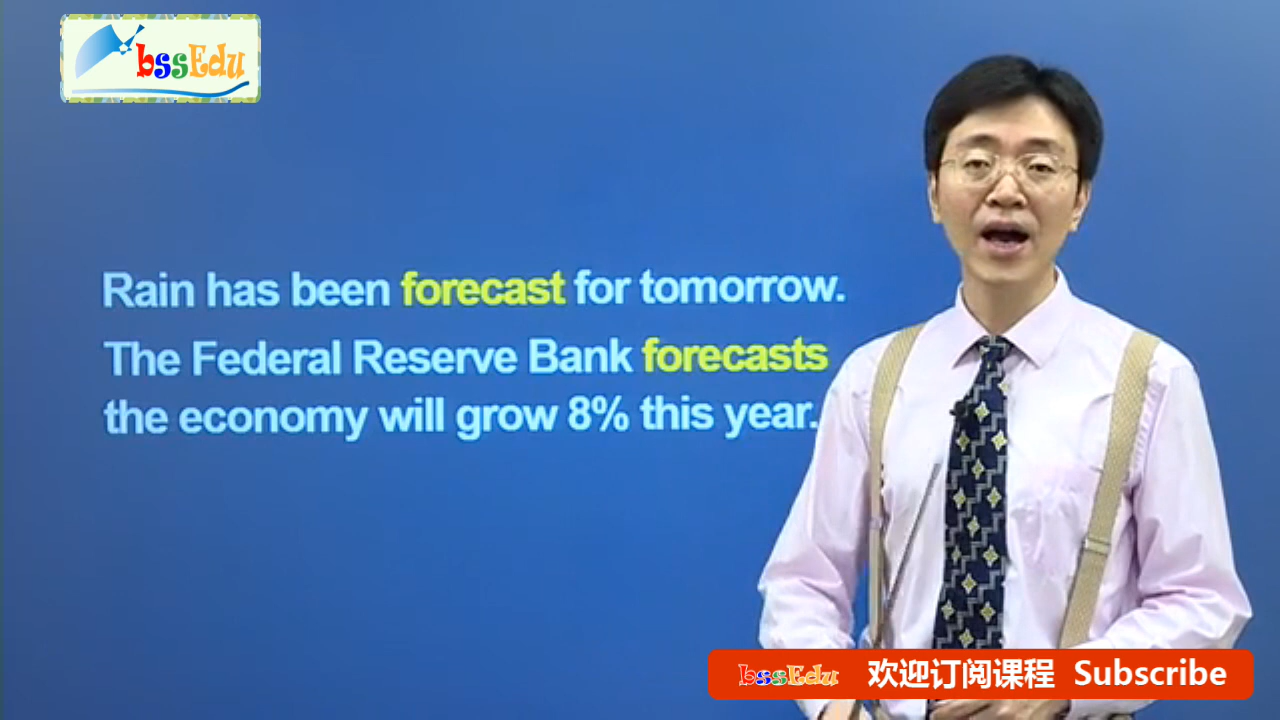 bssEdu
Rain has been forecast for tomorrow.
The Federal Reserve Bank forecasts
the economy will grow 8% this year.
bssEdu 欢迎订阅课程 Subscribe